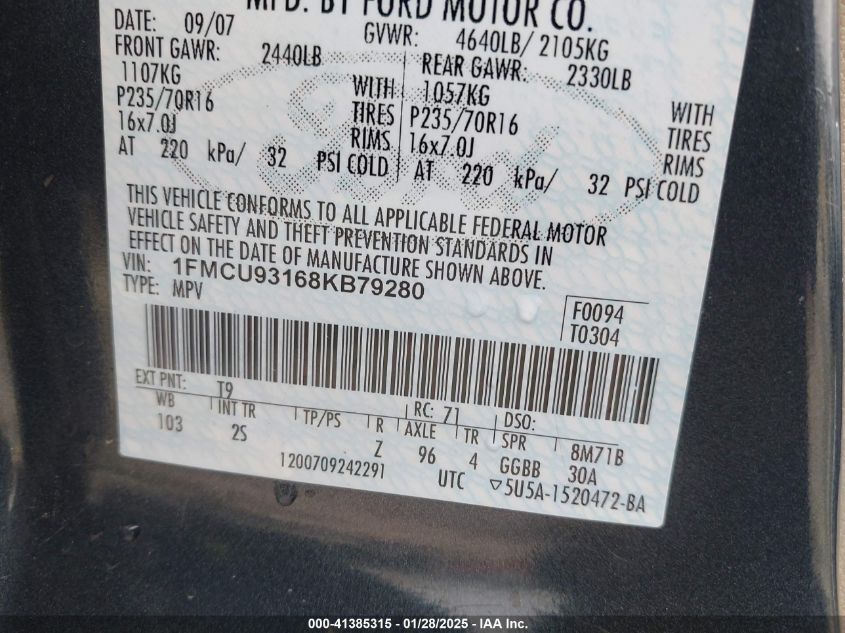 MFD. BY FORD MOTOR CO.
DATE: 09/07 GVWR: 4640LB/ 2105KG
FRONT GAWR: 2440LB REAR GAWR: 2330LB
1107KG WITH 1057KG WITH
P235/70R16 TIRES P235/70R16 TIRES
16x7.0J RIMS 16x7.0J RIMS
AT 220 kPa/ 32 PSI COLD AT 220 kPa/ 32 PSI COLD
THIS VEHICLE CONFORMS TO ALL APPLICABLE FEDERAL MOTOR
VEHICLE SAFETY AND THEFT PREVENTION STANDARDS IN
EFFECT ON THE DATE OF MANUFACTURE SHOWN ABOVE.
VIN: 1FMCU93168KB79280
TYPE: MPV
F0094
T0304
EXT PNT: T9 RC: 71 DSO:
WB INT TR TP/PS R AXLE TR SPR 8M71B
103 2S Z 96 4 GGBB 30A
1200709242291 UTC ▽5U5A-1520472-BA
Ford
000-41385315 / 01/28/2025 / IAA Inc.